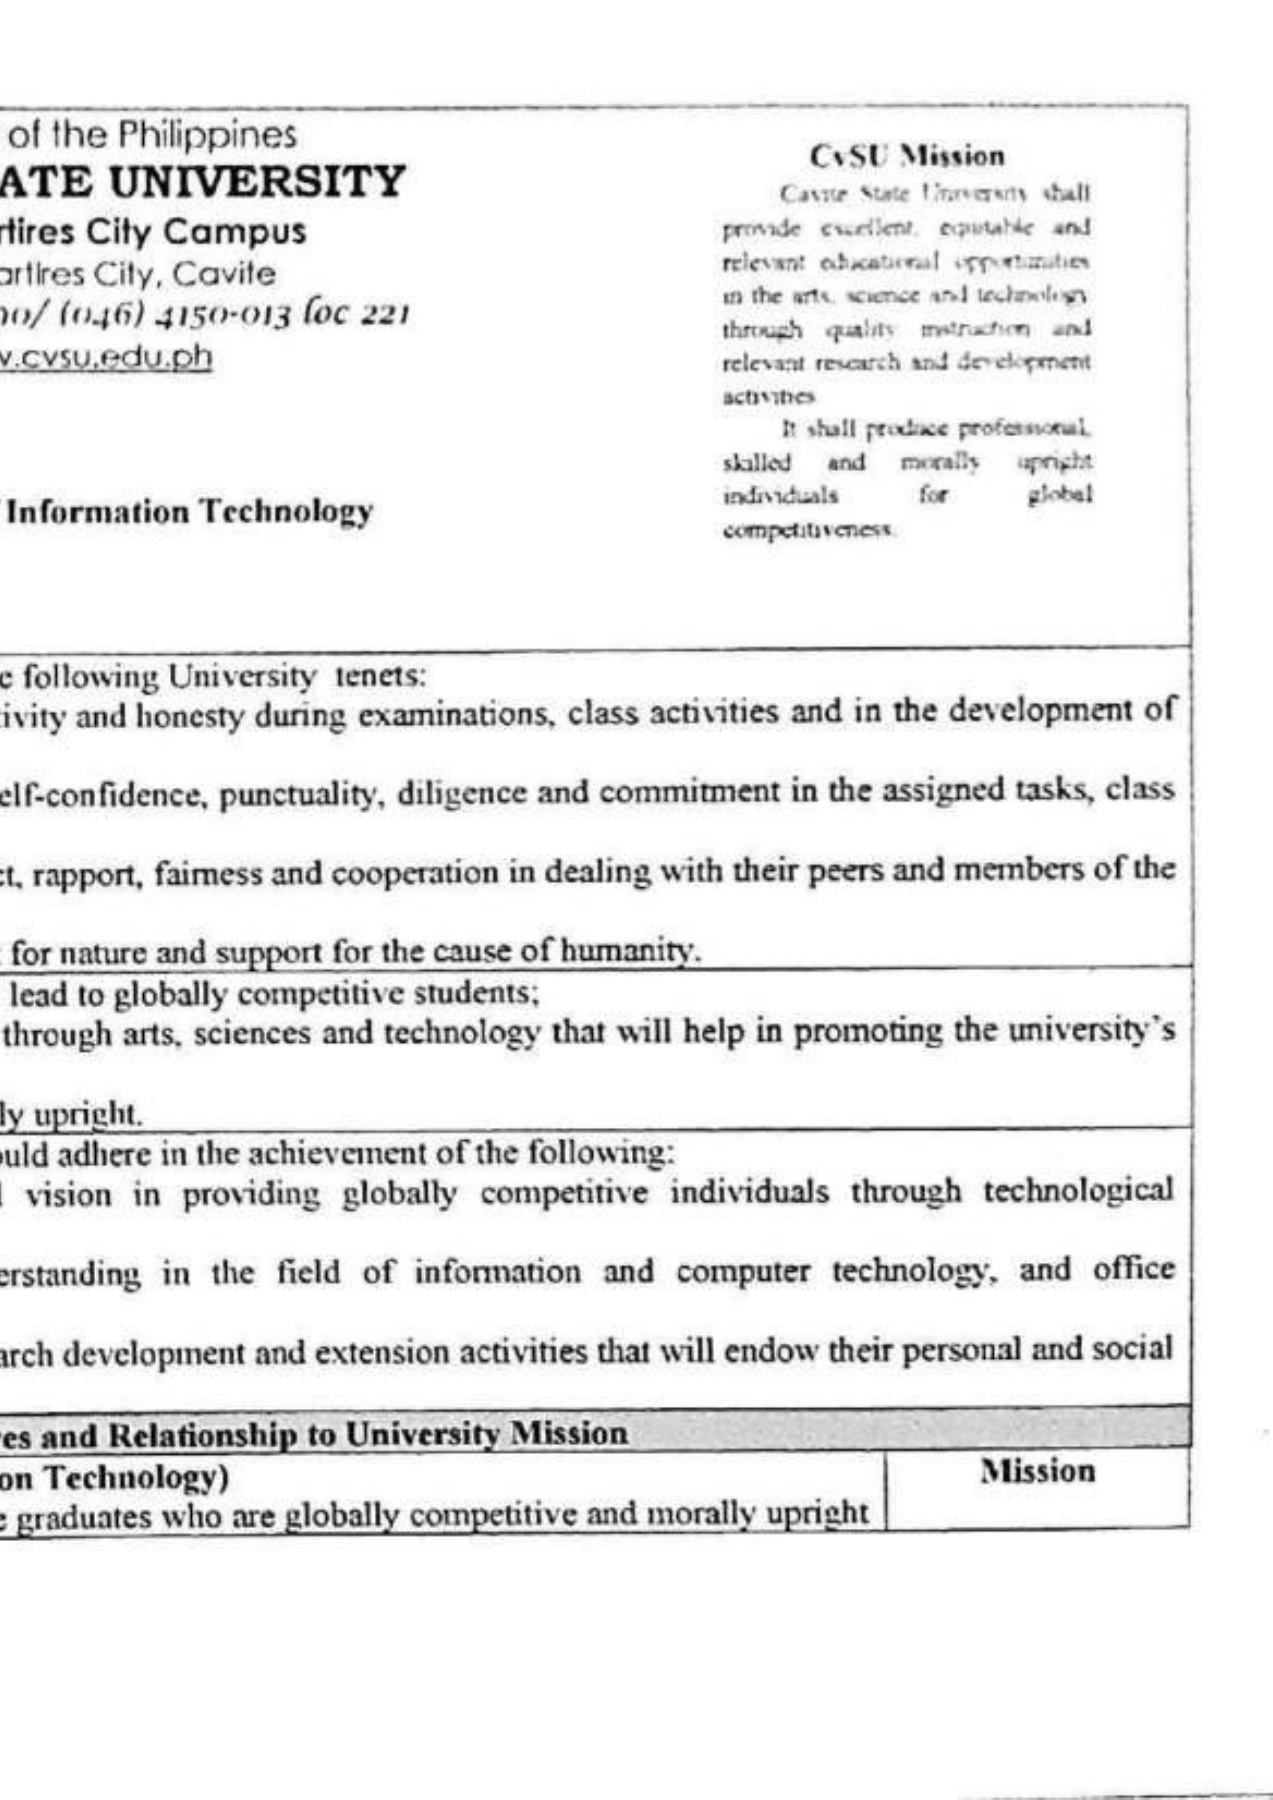 of the Philippines
ATE UNIVERSITY
rtires City Campus
artires City, Cavite
00/ (046) 4150-013 loc 221
v.cvsu.edu.ph
Information Technology
CvSU Mission
Cavite State University shall
provide excellent, equitable and
relevant educational opportunities
in the arts, science and technology
through quality instruction and
relevant research and development
activities
It shall produce professional,
skilled and morally upright
individuals for global
competitiveness.
e following University tenets:
ivity and honesty during examinations, class activities and in the development of
elf-confidence, punctuality, diligence and commitment in the assigned tasks, class
ct, rapport, fairness and cooperation in dealing with their peers and members of the
for nature and support for the cause of humanity.
lead to globally competitive students;
through arts, sciences and technology that will help in promoting the university's
ly upright.
ould adhere in the achievement of the following:
vision in providing globally competitive individuals through technological
erstanding in the field of information and computer technology, and office
arch development and extension activities that will endow their personal and social
es and Relationship to University Mission
on Technology)
Mission
e graduates who are globally competitive and morally upright